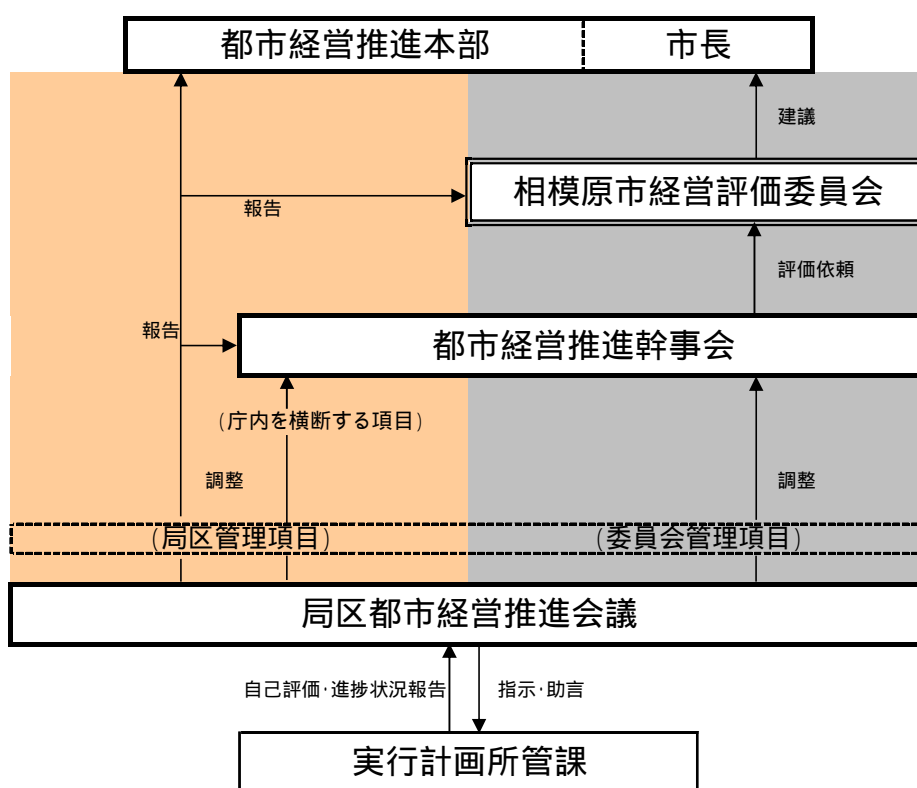 都市経営推進本部
市長
建議
相模原市経営評価委員会
報告
評価依頼
報告
都市経営推進幹事会
(庁内を横断する項目)
調整
調整
(局区管理項目)
(委員会管理項目)
局区都市経営推進会議
自己評価・進捗状況報告
指示・助言
実行計画所管課